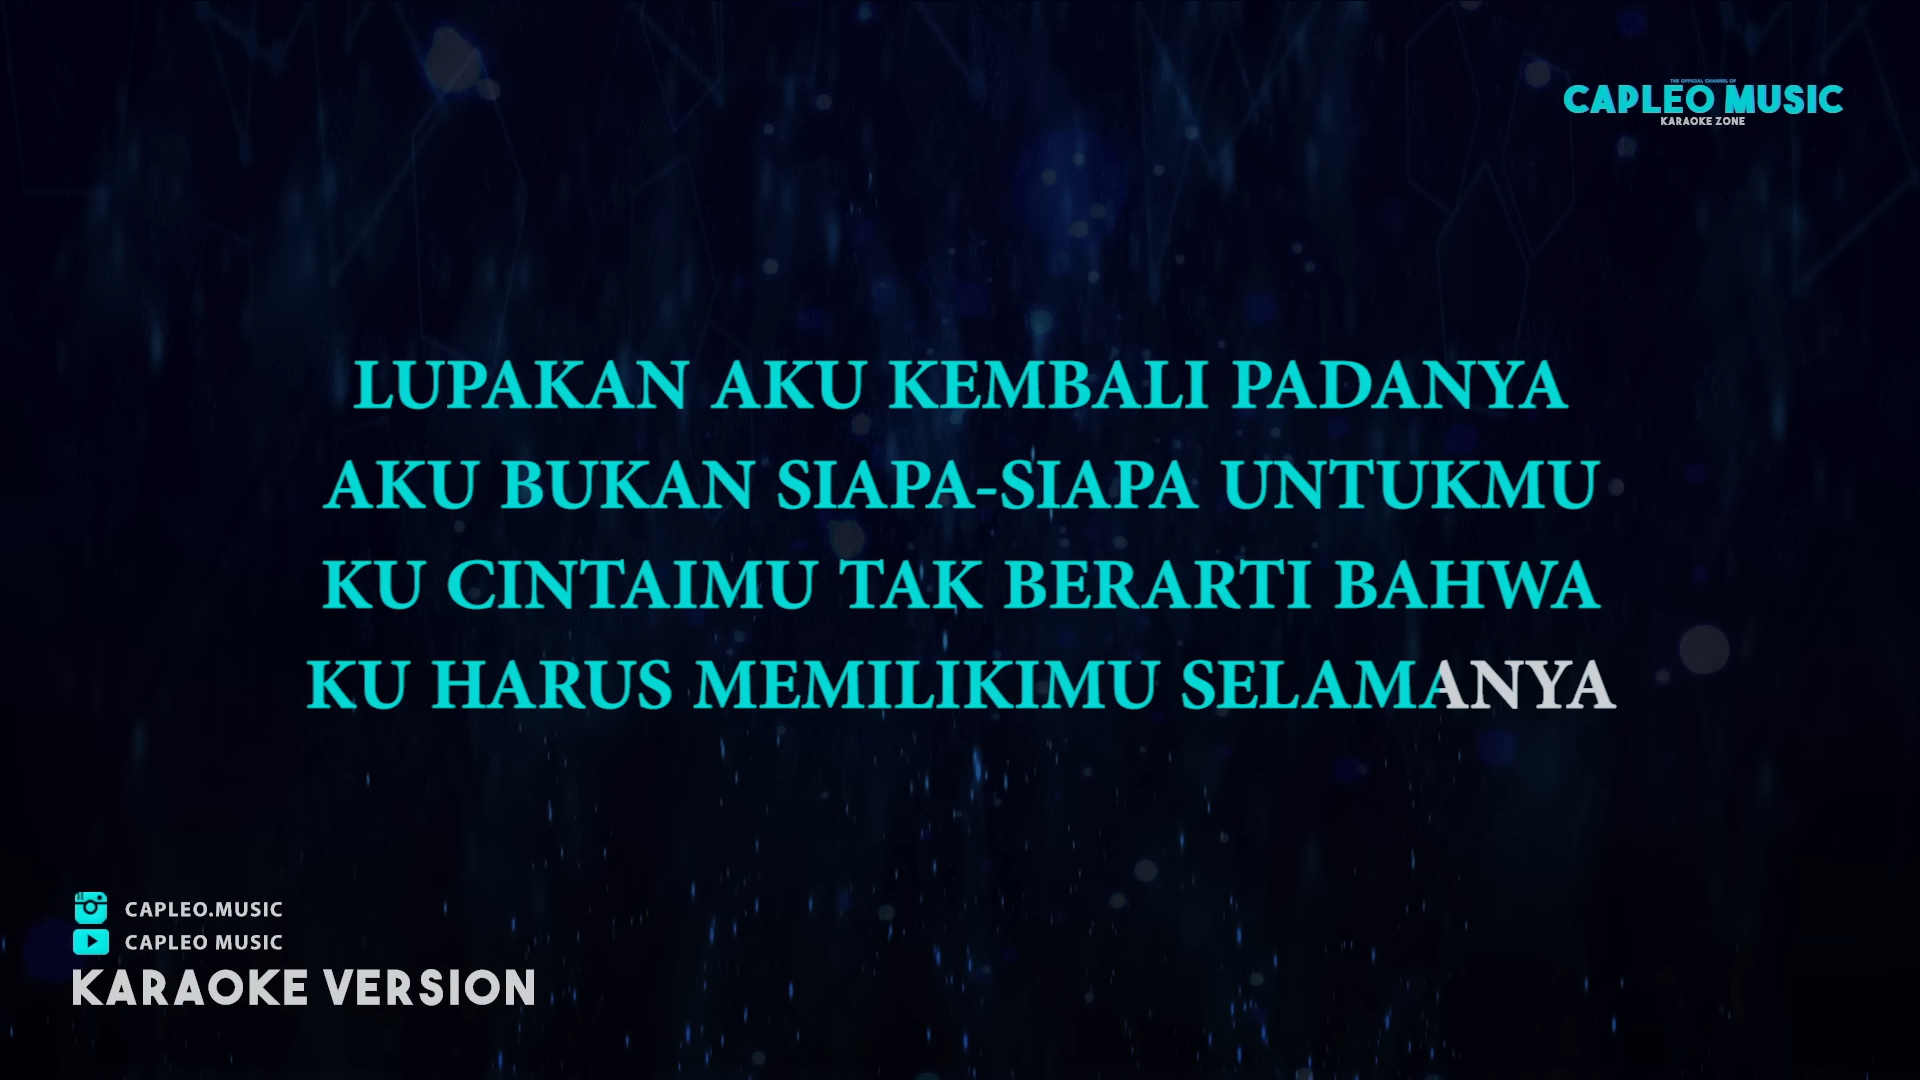 THE OFFICIAL CHANNEL OF
CAPLEO MUSIC
KARAOKE ZONE
LUPAKAN AKU KEMBALI PADANYA
AKU BUKAN SIAPA-SIAPA UNTUKMU
KU CINTAIMU TAK BERARTI BAHWA
KU HARUS MEMILIKIMU SELAMANYA
CAPLEO.MUSIC
CAPLEO MUSIC
KARAOKE VERSION